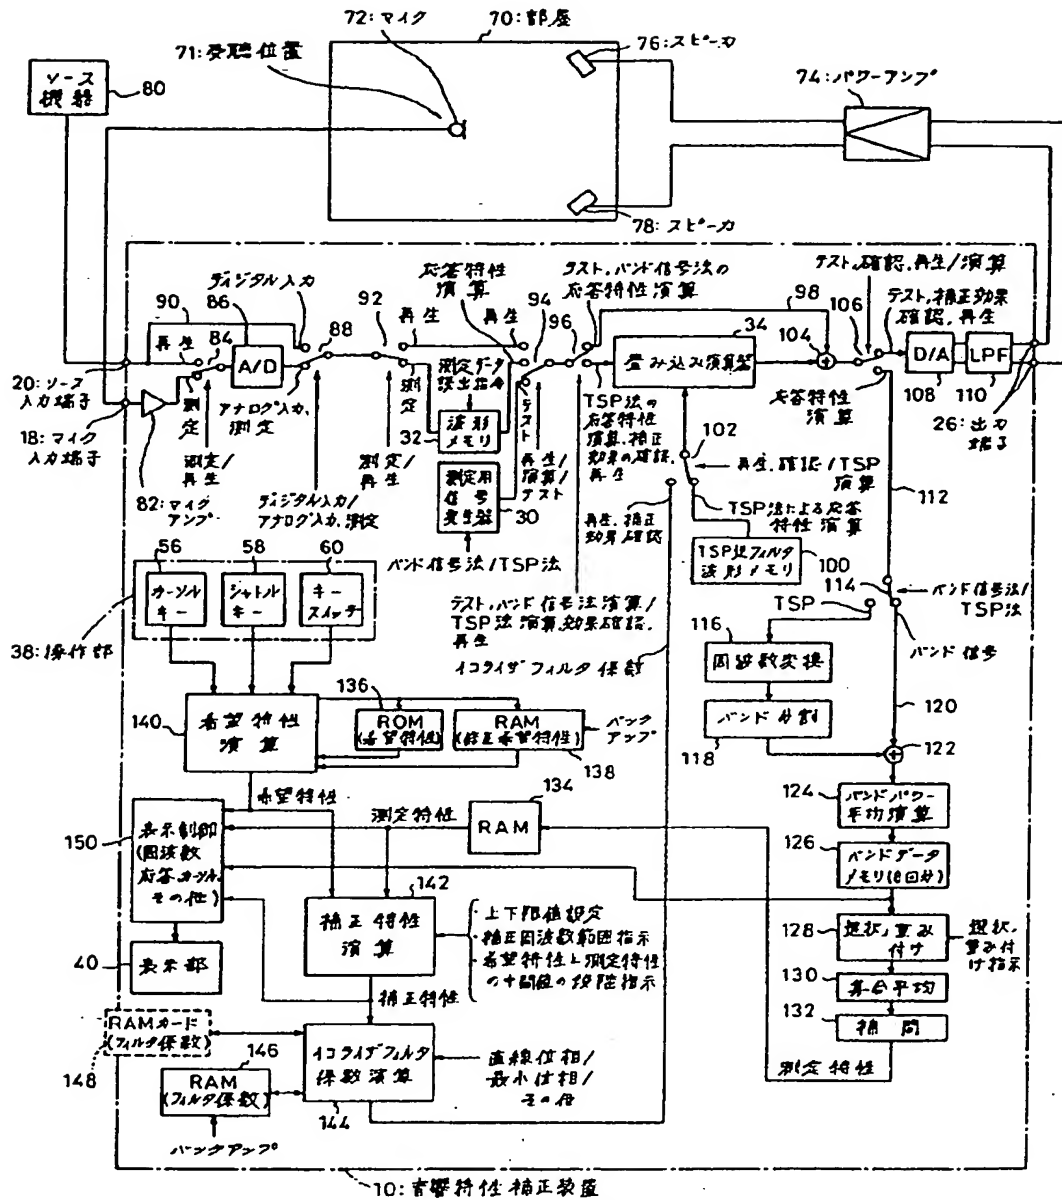 72:マイク
70:部屋
71:受聴位置
76:スピーカ
74:パワーアンプ
ソース
機器
80
78:スピーカ
ディジタル入力
応答特性
演算
テスト,バンド信号法の
応答特性演算
テスト,確認,再生/演算
テスト,補正効果
確認,再生
90
86
92
94
96
98
34
106
再生
84
A/D
88
再生
再生
測定データ
読出指令
畳み込み演算器
104
D/A
LPF
108
110
20:ソース
入力端子
測定
アナログ入力,
測定
測定
波形
メモリ
32
テスト
応答特性
演算
26:出力
端子
18:マイク
入力端子
測定/
再生
測定/
再生
測定用
信号
発生器
30
再生/
演算/
テスト
TSP法の
応答特性
演算,補正
効果の確認,
再生
102
再生,確認/TSP
演算
112
82:マイク
アンプ
ディジタル入力/
アナログ入力,測定
バンド信号法/TSP法
再生,補正
効果確認
TSP法による応答
特性演算
TSP逆フィルタ
波形メモリ
100
56
58
60
カーソル
キー
シャトル
キー
キー
スイッチ
38:操作部
テスト,バンド信号法演算/
TSP法演算,効果確認,
再生
イコライザフィルタ係数
TSP
114
バンド信号法/
TSP法
バンド信号
116
周波数変換
バンド分割
118
120
122
140
希望特性
演算
136
ROM
(希望特性)
RAM
(修正希望特性)
138
バック
アップ
希望特性
134
測定特性
RAM
124
バンドパワー
平均演算
126
バンドデータ
メモリ(e回分)
150
表示制御
(周波数
応答カーソル,
その他)
142
補正特性
演算
・上下限値設定
・補正周波数範囲指示
・希望特性と測定特性
の中間値の段階指示
128
選択,重み
付け
選択,
重み付
け指示
130
加合平均
132
補間
40
表示部
補正特性
測定特性
RAMカード
(フィルタ係数)
148
146
RAM
(フィルタ係数)
イコライザフィルタ
係数演算
144
直線位相/
最小位相/
その他
バックアップ
10:音響特性補正装置